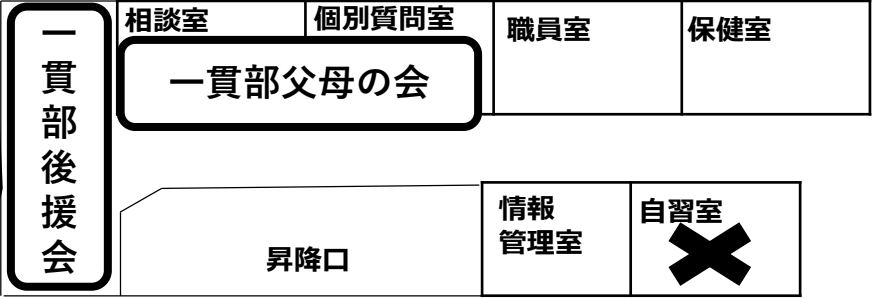 一貫部後援会
相談室
個別質問室
職員室
保健室
一貫部父母の会
昇降口
情報
管理室
自習室